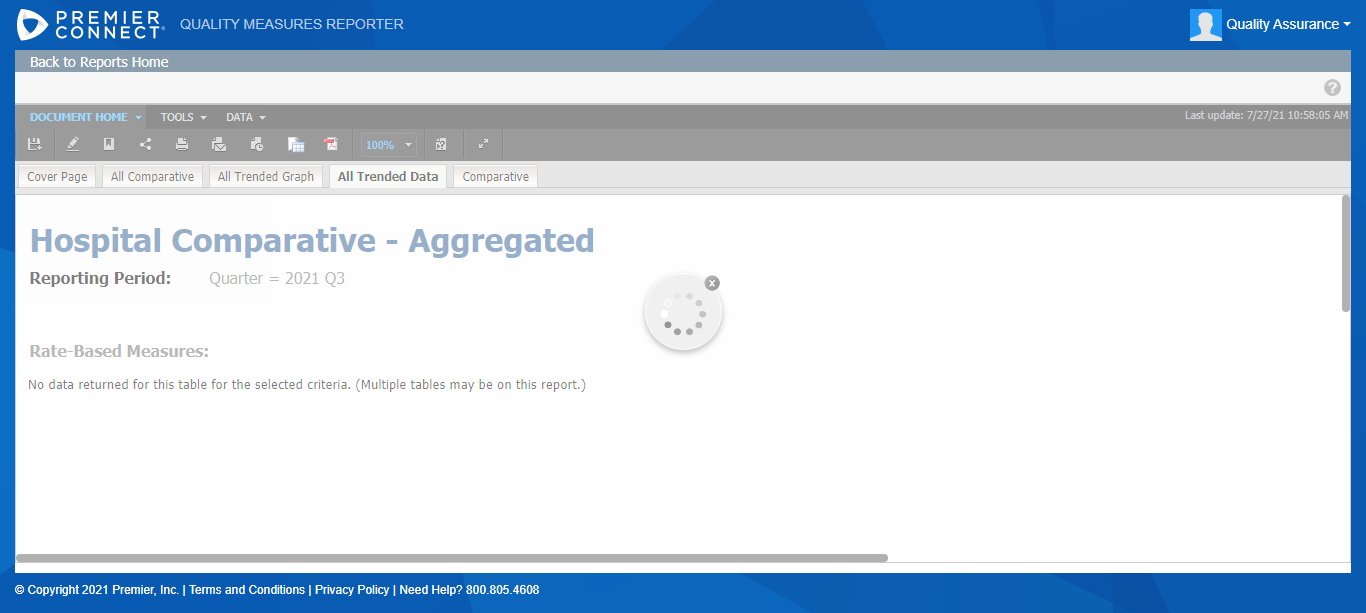 PREMIER
CONNECT
QUALITY MEASURES REPORTER
Quality Assurance
Back to Reports Home
?
DOCUMENT HOME TOOLS DATA
Last update: 7/27/21 10:58:05 AM
100%
Cover Page All Comparative All Trended Graph All Trended Data Comparative
Hospital Comparative - Aggregated
Reporting Period: Quarter = 2021 Q3
x
Rate-Based Measures:
No data returned for this table for the selected criteria. (Multiple tables may be on this report.)
© Copyright 2021 Premier, Inc. | Terms and Conditions | Privacy Policy | Need Help? 800.805.4608